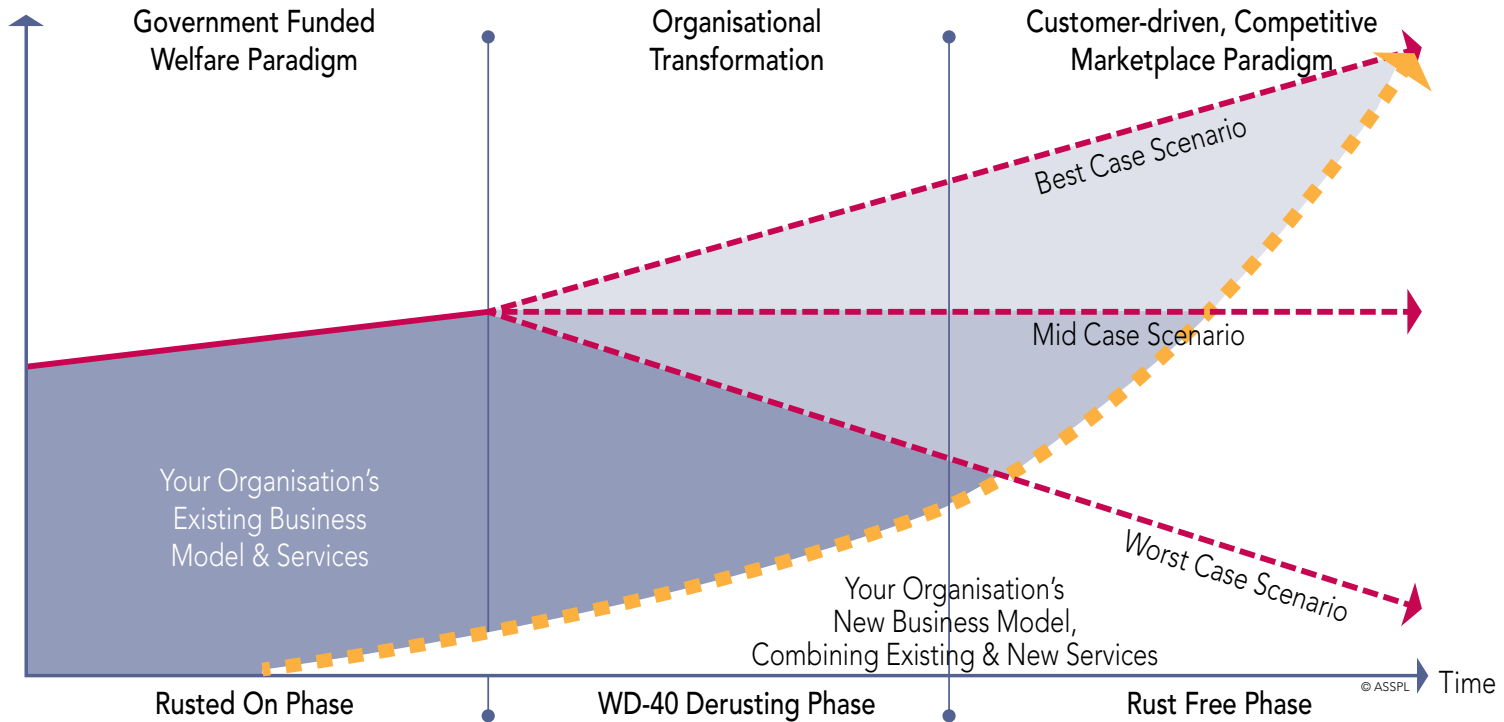 Government Funded
Welfare Paradigm
Organisational
Transformation
Customer-driven, Competitive
Marketplace Paradigm
Best Case Scenario
Mid Case Scenario
Your Organisation's
Existing Business
Model & Services
Worst Case Scenario
Your Organisation's
New Business Model,
Combining Existing & New Services
© ASSPL
Time
Rusted On Phase
WD-40 Derusting Phase
Rust Free Phase